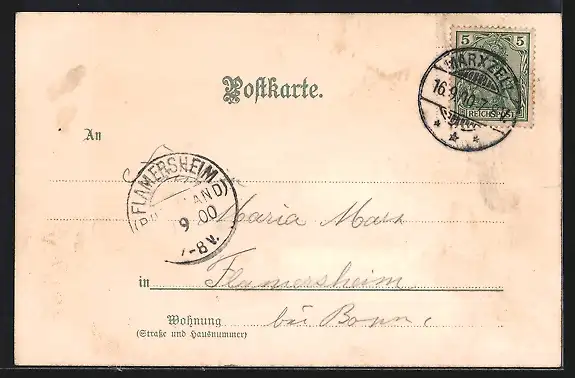 5 5
REICHSPOST
MARXZELL
16.9.00.7-8
Postkarte.
An
FLAMERSHEIM
9 00
7-8V.
Maria Marx
in Flamersheim
Wohnung bei Bonn
(Straße und Hausnummer)